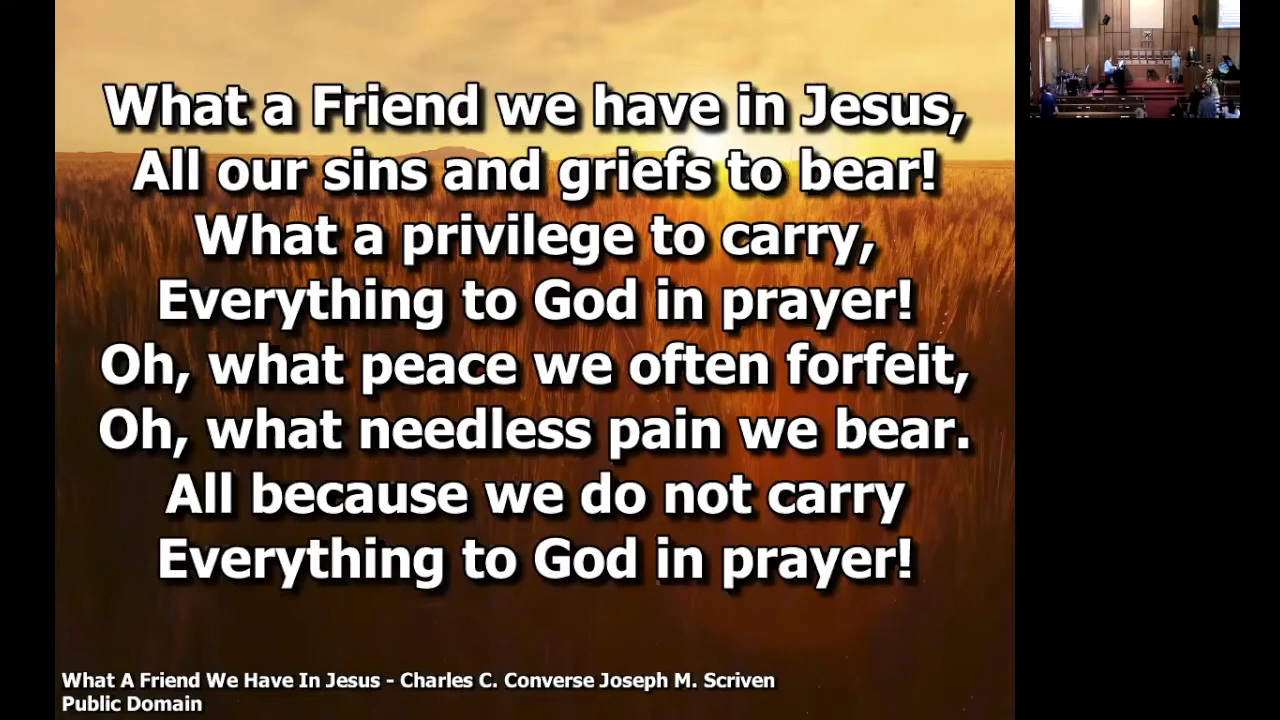 What a Friend we have in Jesus,
All our sins and griefs to bear!
What a privilege to carry,
Everything to God in prayer!
Oh, what peace we often forfeit,
Oh, what needless pain we bear.
All because we do not carry
Everything to God in prayer!
What A Friend We Have In Jesus - Charles C. Converse Joseph M. Scriven
Public Domain